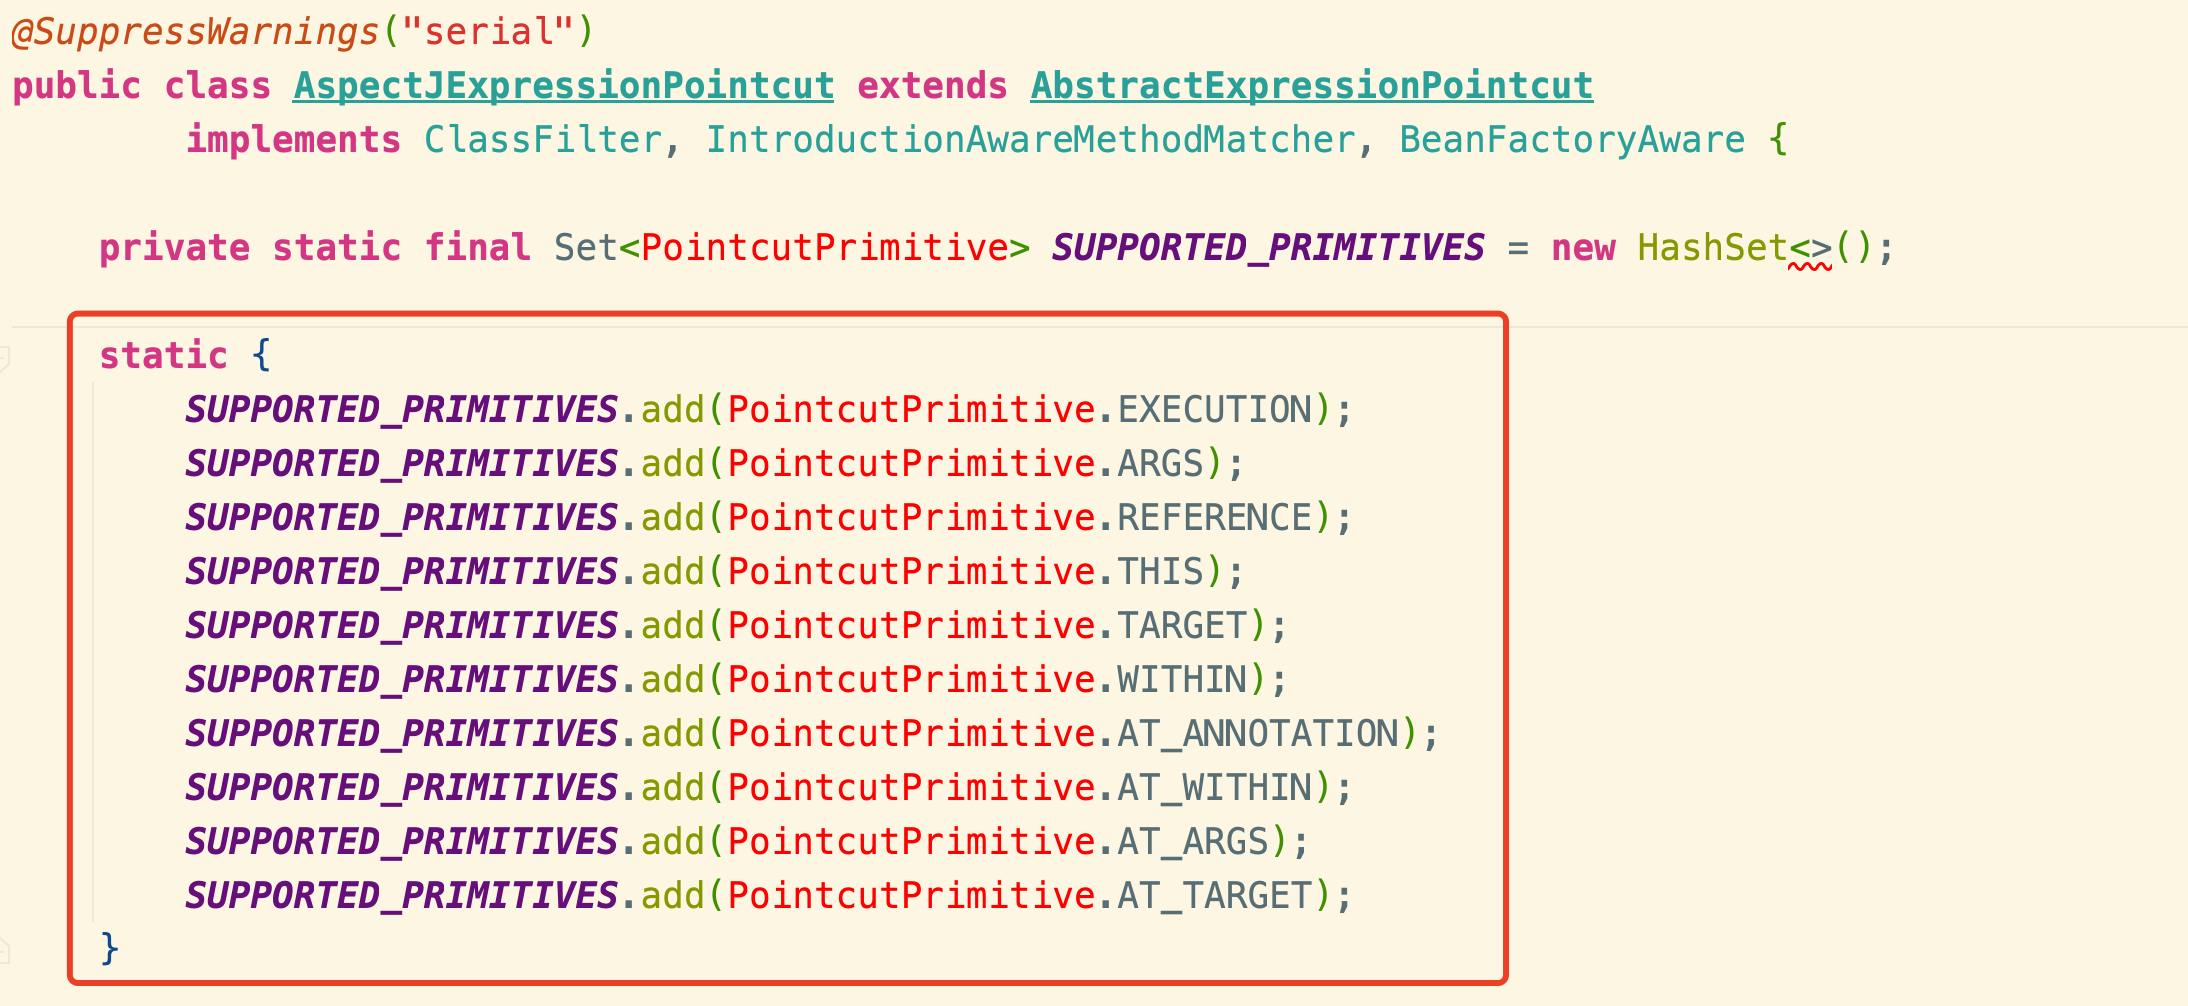 @SuppressWarnings("serial")
public class AspectJExpressionPointcut extends AbstractExpressionPointcut
implements ClassFilter, IntroductionAwareMethodMatcher, BeanFactoryAware {
private static final Set<PointcutPrimitive> SUPPORTED_PRIMITIVES = new HashSet<>();
static {
SUPPORTED_PRIMITIVES.add(PointcutPrimitive.EXECUTION);
SUPPORTED_PRIMITIVES.add(PointcutPrimitive.ARGS);
SUPPORTED_PRIMITIVES.add(PointcutPrimitive.REFERENCE);
SUPPORTED_PRIMITIVES.add(PointcutPrimitive.THIS);
SUPPORTED_PRIMITIVES.add(PointcutPrimitive.TARGET);
SUPPORTED_PRIMITIVES.add(PointcutPrimitive.WITHIN);
SUPPORTED_PRIMITIVES.add(PointcutPrimitive.AT_ANNOTATION);
SUPPORTED_PRIMITIVES.add(PointcutPrimitive.AT_WITHIN);
SUPPORTED_PRIMITIVES.add(PointcutPrimitive.AT_ARGS);
SUPPORTED_PRIMITIVES.add(PointcutPrimitive.AT_TARGET);
}